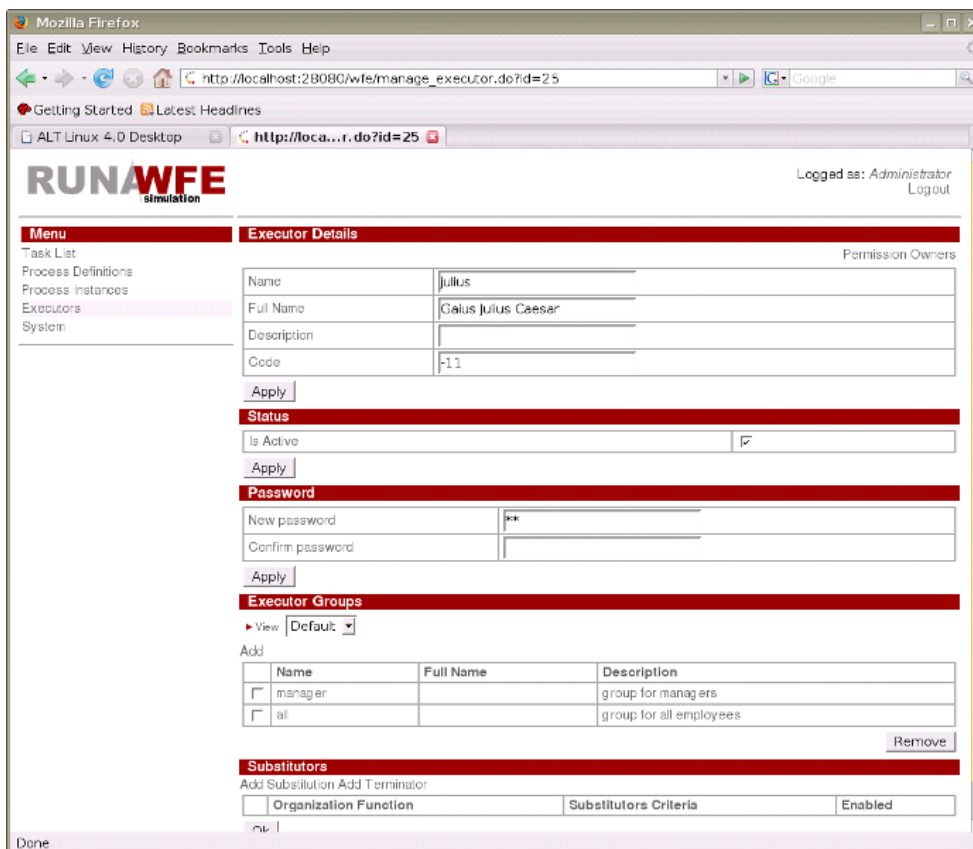 Mozilla Firefox
File Edit View History Bookmarks Tools Help
http://localhost:28080/wfe/manage_executor.do?id=25
Google
Getting Started Latest Headlines
ALT Linux 4.0 Desktop http://loca...r.do?id=25
RUNAWFE
simulation
Logged as: Administrator
Logout
Menu
Task List
Process Definitions
Process Instances
Executors
System
Executor Details
Permission Owners
Name Julius
Full Name Gaius Julius Caesar
Description
Code -11
Apply
Status
Is Active
Apply
Password
New password **
Confirm password
Apply
Executor Groups
View Default
Add
Name Full Name Description
manager group for managers
all group for all employees
Remove
Substitutors
Add Substitution Add Terminator
Organization Function Substitutors Criteria Enabled
Ok
Done